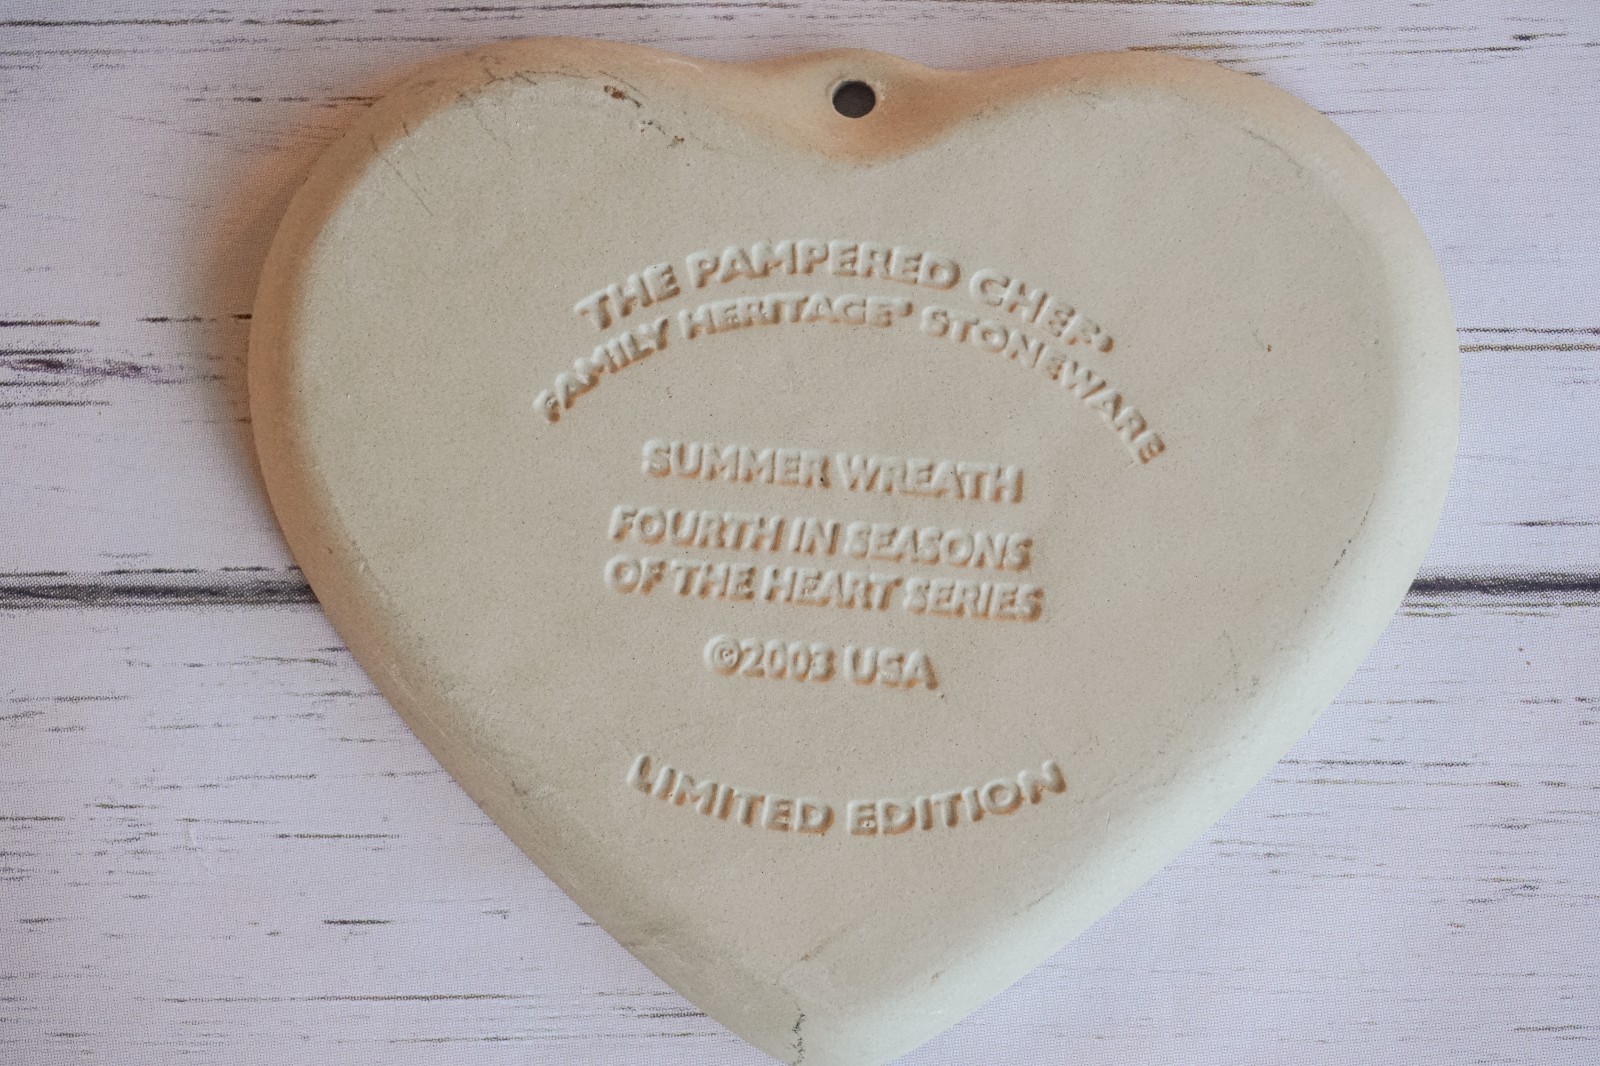 THE PAMPERED CHEF®
FAMILY HERITAGE® STONEWARE
SUMMER WREATH
FOURTH IN SEASONS
OF THE HEART SERIES
©2003 USA
LIMITED EDITION